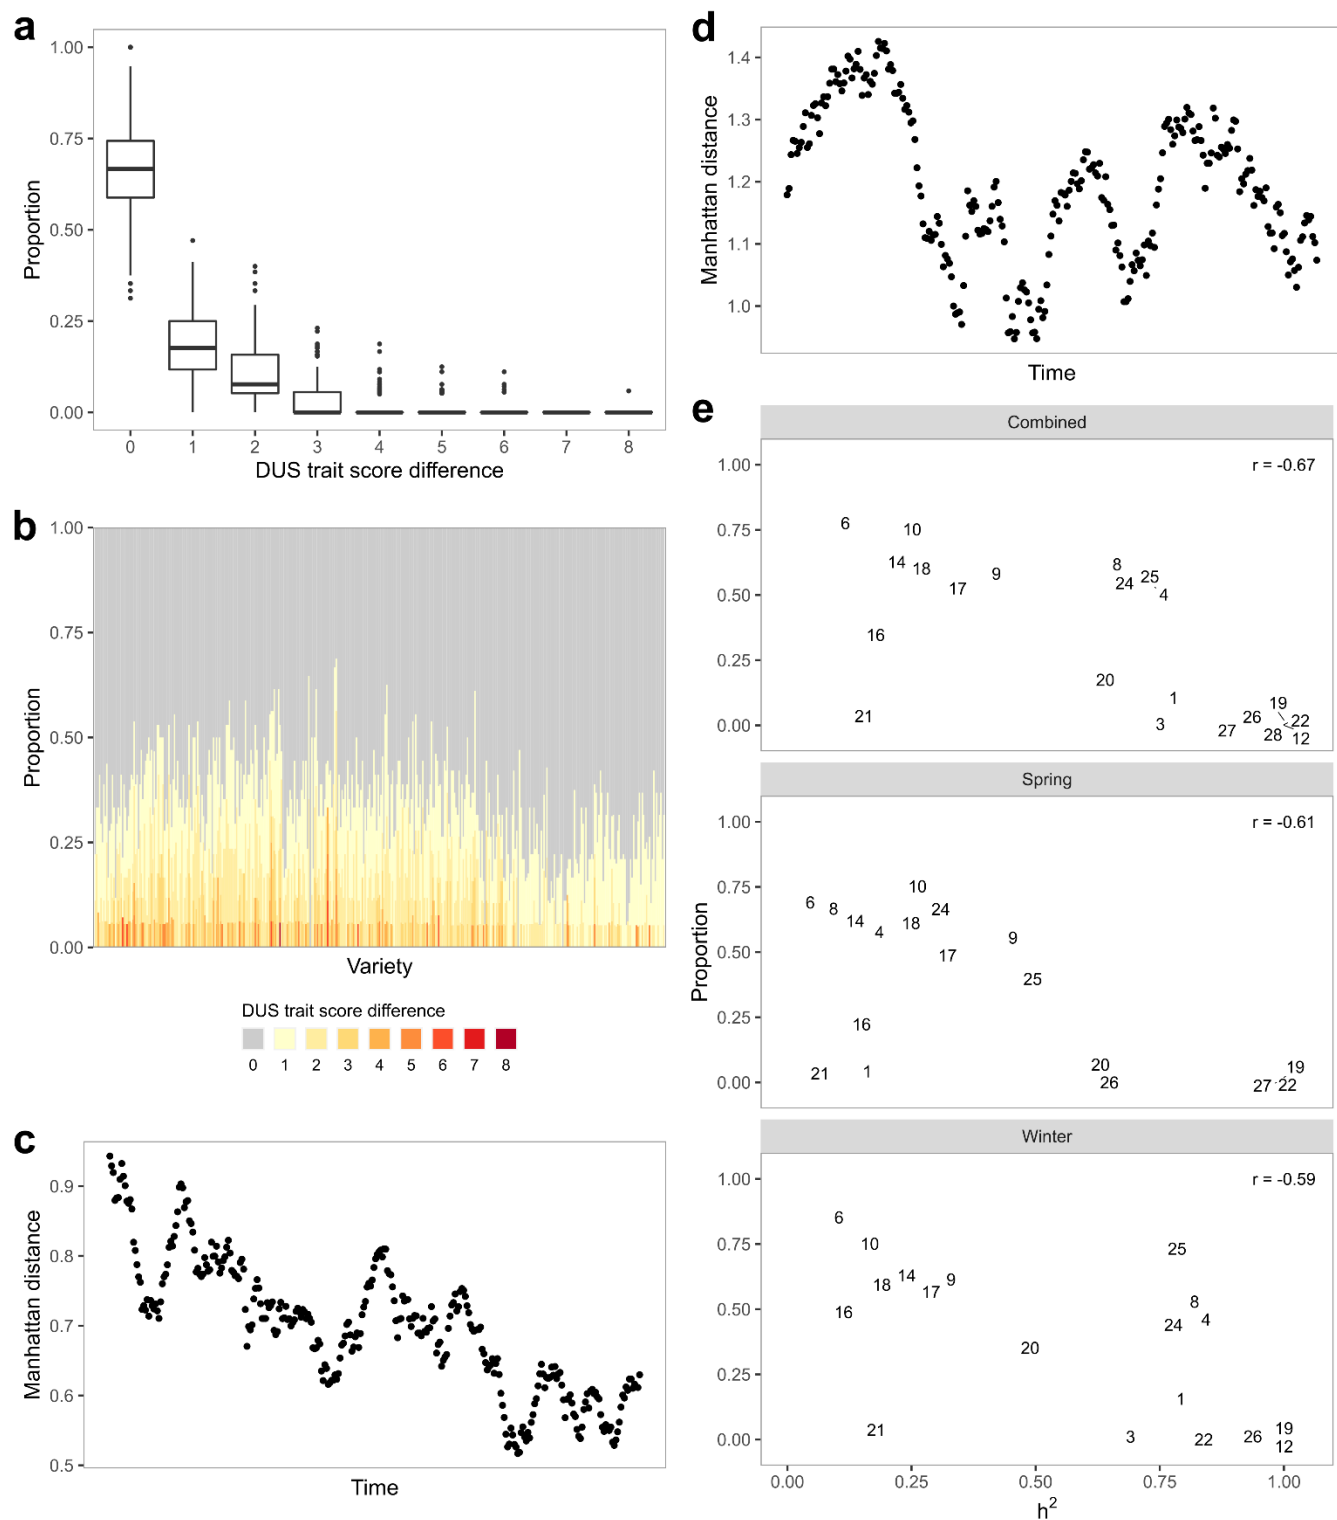 a
1.00
0.75
0.50
0.25
0.00
Proportion
0 1 2 3 4 5 6 7 8
DUS trait score difference
b
1.00
0.75
0.50
0.25
0.00
Proportion
Variety
DUS trait score difference
0 1 2 3 4 5 6 7 8
c
0.9
0.8
0.7
0.6
0.5
Manhattan distance
Time
d
1.4
1.3
1.2
1.1
1.0
Manhattan distance
Time
e
Combined
1.00
0.75
0.50
0.25
0.00
r = -0.67
6 10
14 18 17 9 8 24 25 4
16
20
21 3 1 27 26 19 28 22 12
Spring
1.00
0.75
0.50
0.25
0.00
Proportion
r = -0.61
6 8 14 4 10 18 24
17 9 25
16
21 1 20 26 27 22 19
Winter
1.00
0.75
0.50
0.25
0.00
r = -0.59
6
10 25
18 14 17 9
16 8 4 24
20
1
21 3 22 26 19 12
0.00 0.25 0.50 0.75 1.00
h²